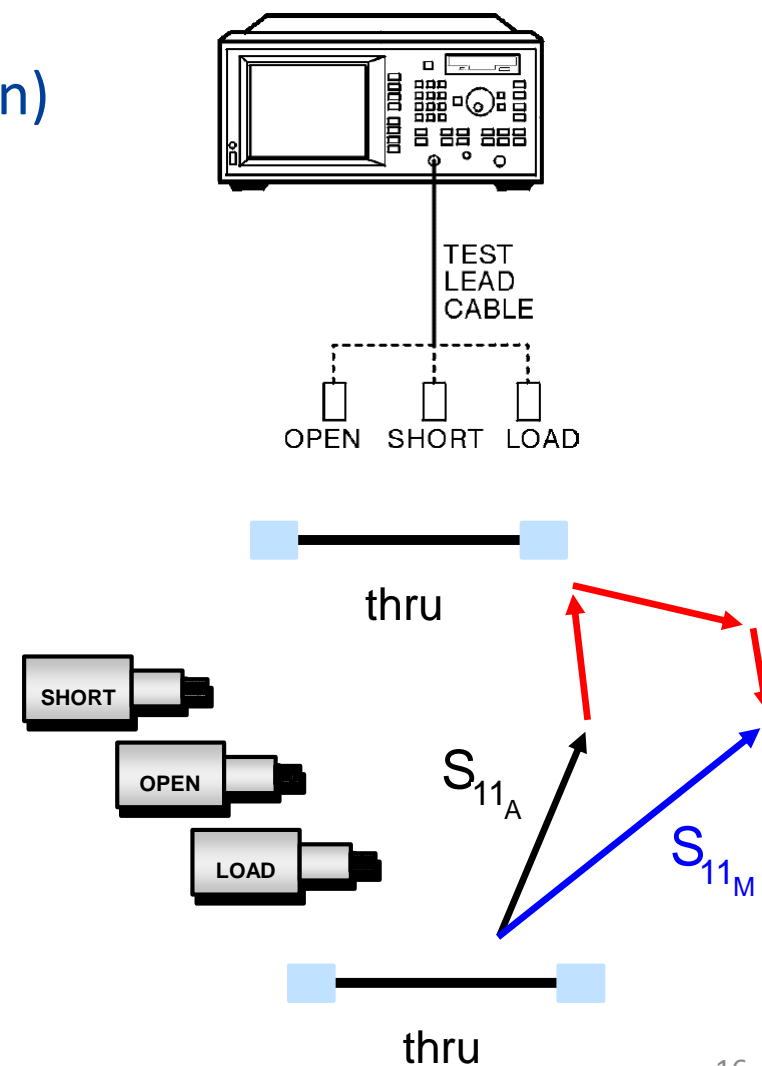 n)
TEST
LEAD
CABLE
OPEN SHORT LOAD
thru
SHORT
OPEN
LOAD
S11A
S11M
thru